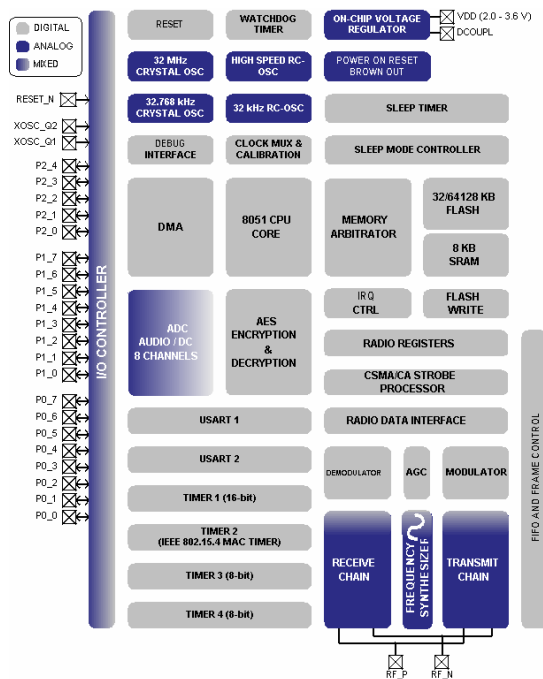 DIGITAL
ANALOG
MIXED
RESET
WATCHDOG
TIMER
ON-CHIP VOLTAGE
REGULATOR
VDD (2.0 - 3.6 V)
DCOUPL
32 MHz
CRYSTAL OSC
HIGH SPEED RC-
OSC
POWER ON RESET
BROWN OUT
RESET_N
32.768 kHz
CRYSTAL OSC
32 kHz RC-OSC
SLEEP TIMER
XOSC_Q2
XOSC_Q1
DEBUG
INTERFACE
CLOCK MUX &
CALIBRATION
SLEEP MODE CONTROLLER
P2_4
P2_3
P2_2
P2_1
P2_0
DMA
8051 CPU
CORE
MEMORY
ARBITRATOR
32/64128 KB
FLASH
8 KB
SRAM
P1_7
P1_6
P1_5
P1_4
P1_3
P1_2
P1_1
P1_0
I/O CONTROLLER
ADC
AUDIO / DC
8 CHANNELS
AES
ENCRYPTION
&
DECRYPTION
IRQ
CTRL
FLASH
WRITE
RADIO REGISTERS
CSMA/CA STROBE
PROCESSOR
P0_7
P0_6
P0_5
P0_4
P0_3
P0_2
P0_1
P0_0
USART 1
RADIO DATA INTERFACE
USART 2
DEMODULATOR
AGC
MODULATOR
FIFO AND FRAME CONTROL
TIMER 1 (16-bit)
TIMER 2
(IEEE 802.15.4 MAC TIMER)
RECEIVE
CHAIN
FREQUENCY
SYNTHESIZER
TRANSMIT
CHAIN
TIMER 3 (8-bit)
TIMER 4 (8-bit)
RF_P
RF_N